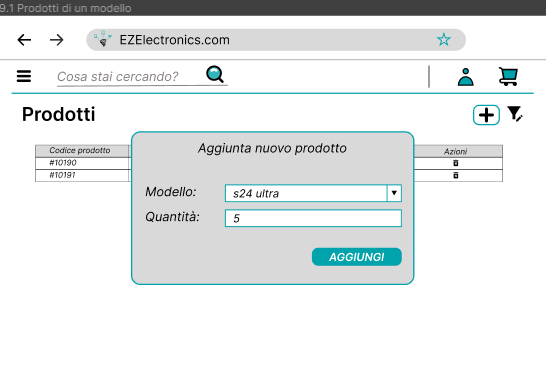 9.1 Prodotti di un modello
EZElectronics.com
Cosa stai cercando?
Prodotti
Aggiunta nuovo prodotto
Codice prodotto
Azioni
#10190
#10191
Modello:
s24 ultra
Quantità:
5
AGGIUNGI